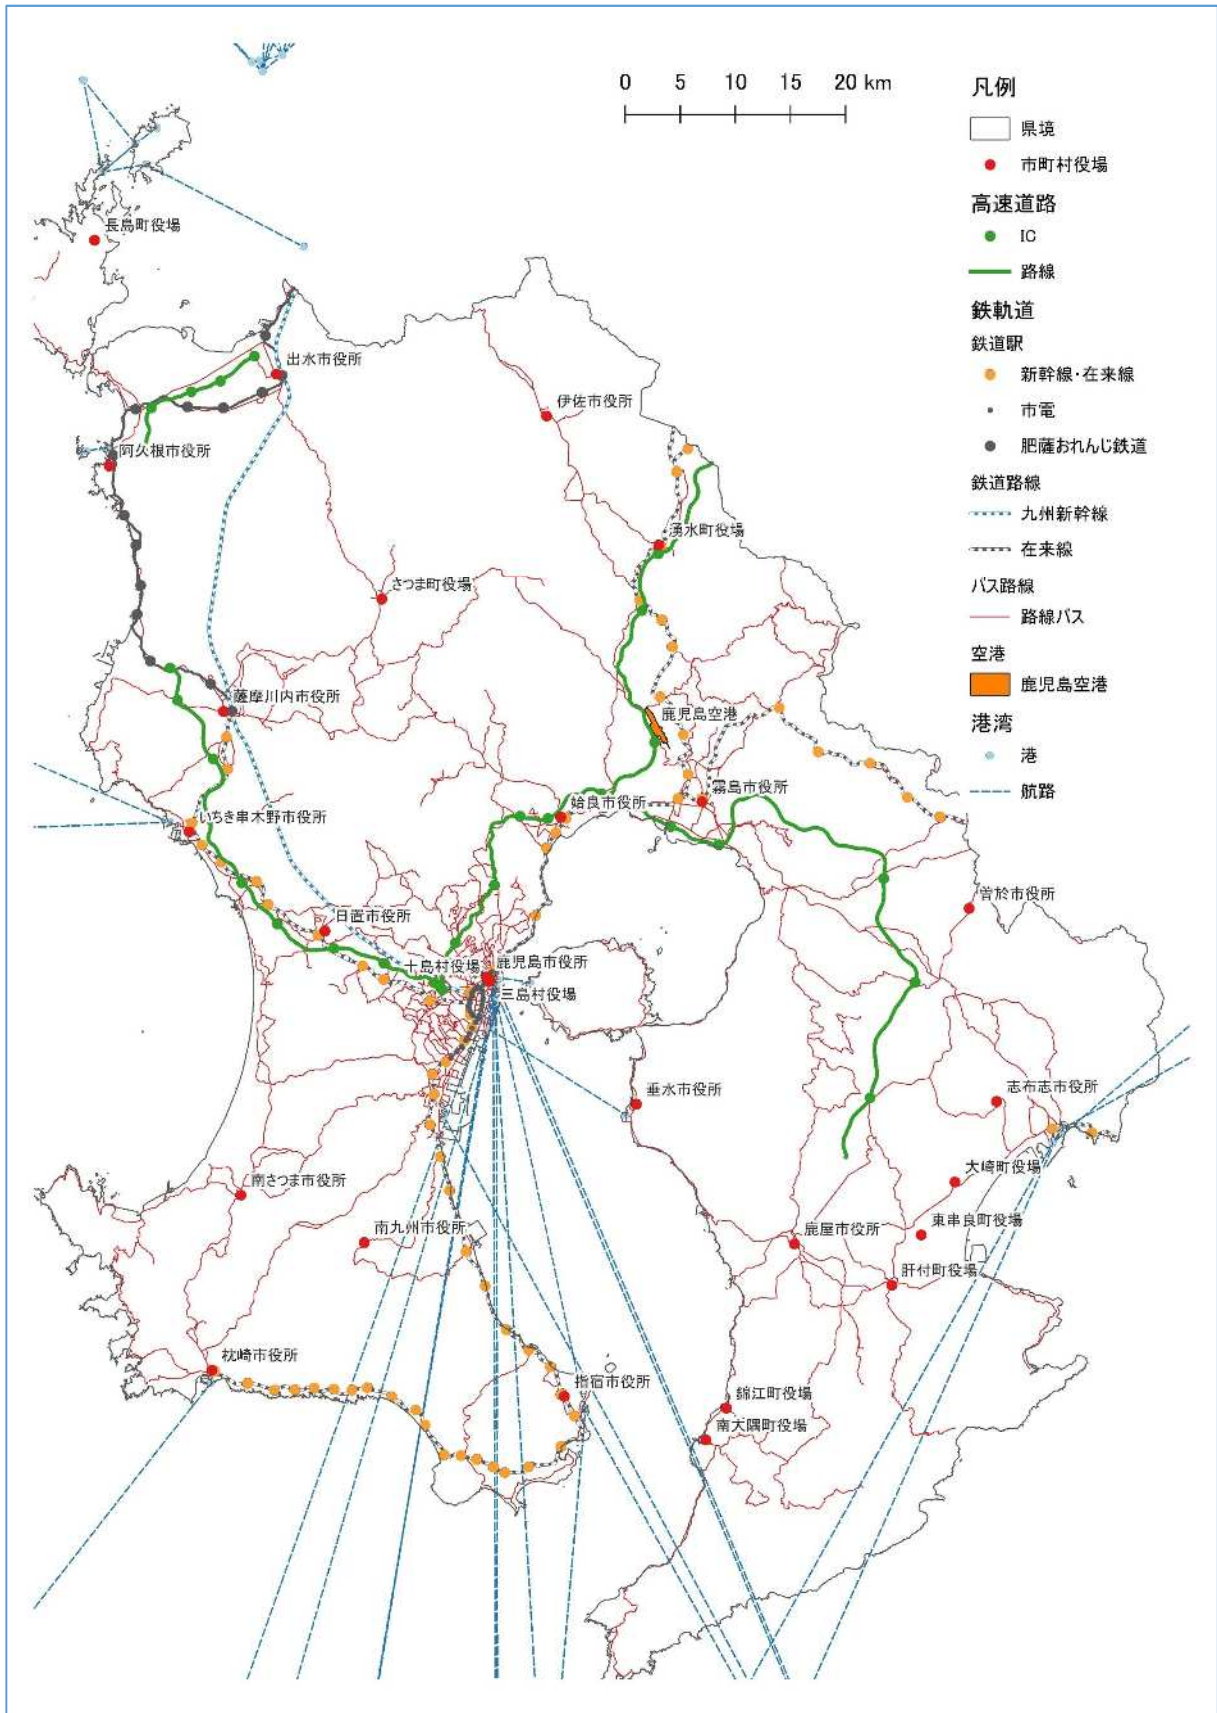 0 5 10 15 20 km
凡例
県境
市町村役場
高速道路
IC
路線
鉄軌道
鉄道駅
新幹線・在来線
市電
肥薩おれんじ鉄道
鉄道路線
九州新幹線
在来線
バス路線
路線バス
空港
鹿児島空港
港湾
港
航路
長島町役場
出水市役所
伊佐市役所
阿久根市役所
湧水町役場
さつま町役場
薩摩川内市役所
鹿児島空港
霧島市役所
姶良市役所
いちき串木野市役所
曽於市役所
日置市役所
十島村役場
鹿児島市役所
三島村役場
垂水市役所
志布志市役所
大崎町役場
南さつま市役所
東串良町役場
南九州市役所
鹿屋市役所
肝付町役場
枕崎市役所
指宿市役所
錦江町役場
南大隅町役場